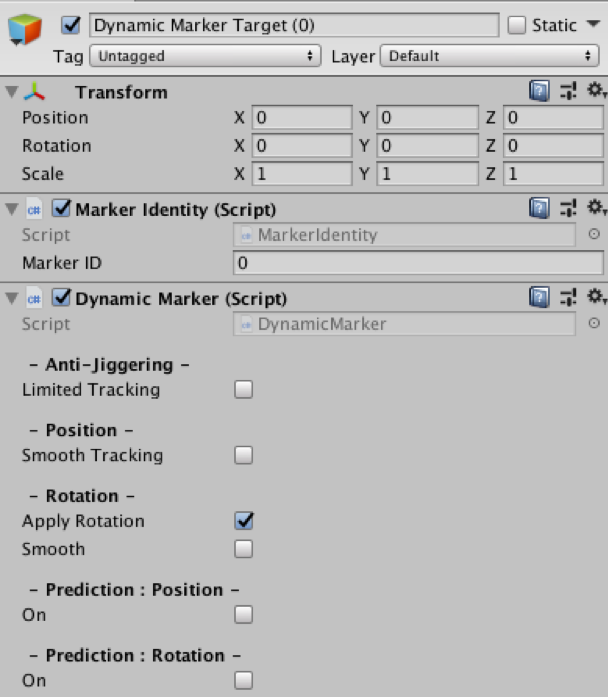 Dynamic Marker Target (0) Static
Tag Untagged Layer Default
Transform
Position X 0 Y 0 Z 0
Rotation X 0 Y 0 Z 0
Scale X 1 Y 1 Z 1
c# Marker Identity (Script)
Script MarkerIdentity
Marker ID 0
c# Dynamic Marker (Script)
Script DynamicMarker
- Anti-Jiggering -
Limited Tracking
- Position -
Smooth Tracking
- Rotation -
Apply Rotation
Smooth
- Prediction : Position -
On
- Prediction : Rotation -
On